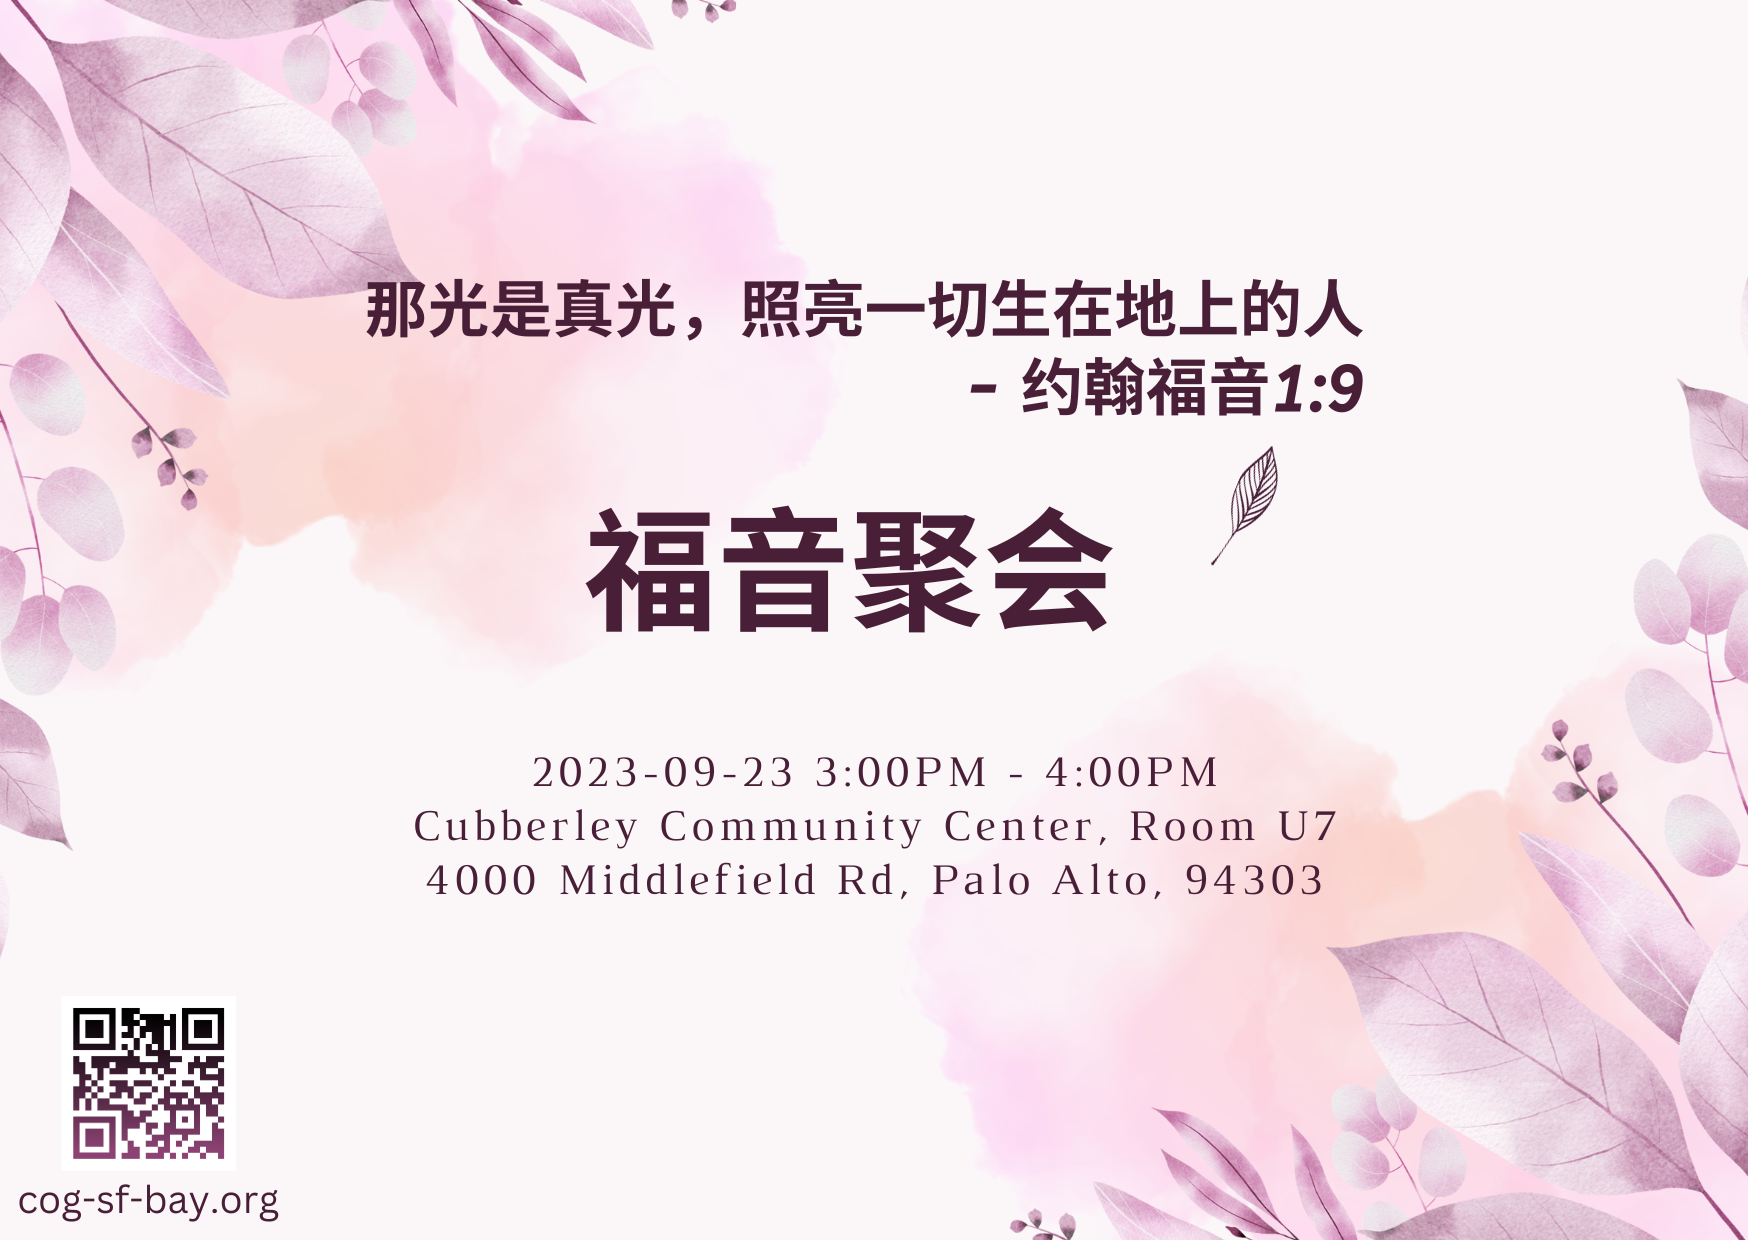 那光是真光，照亮一切生在地上的人
- 约翰福音1:9
福音聚会
2023-09-23 3:00PM - 4:00PM
Cubberley Community Center, Room U7
4000 Middlefield Rd, Palo Alto, 94303
cog-sf-bay.org